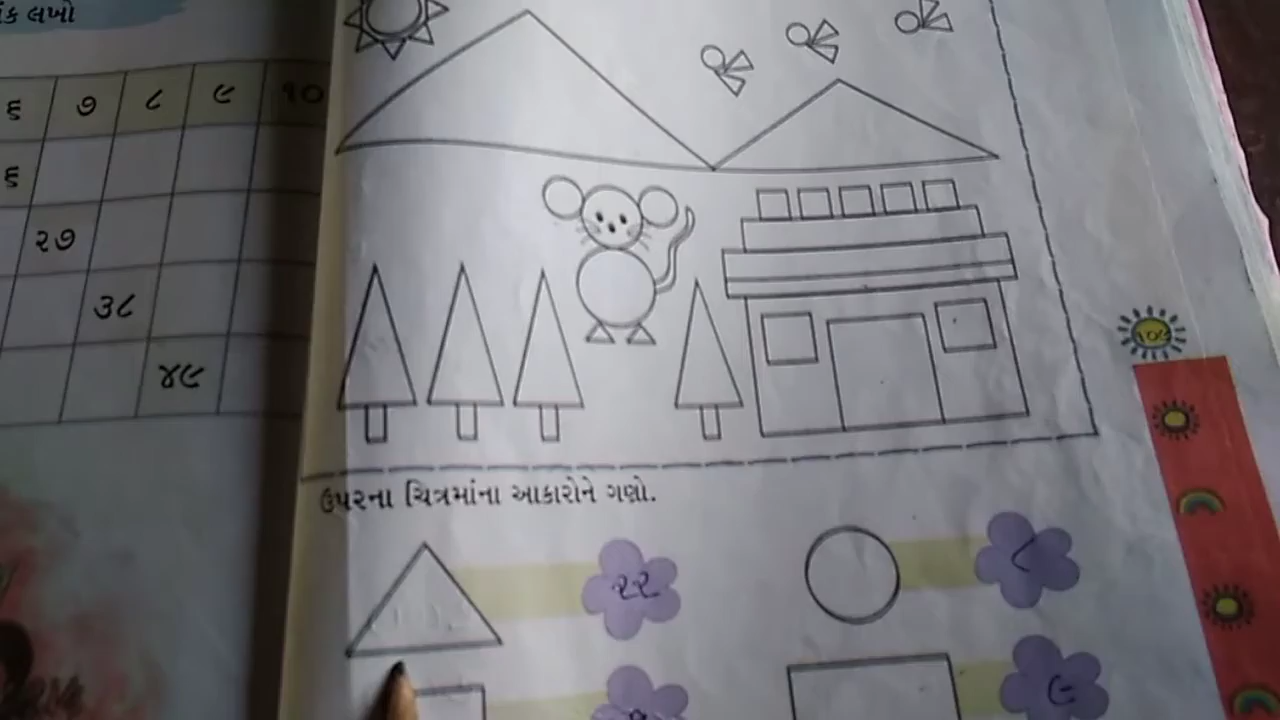 લખો
૬ ૭ ૮ ૯ ૧૦
૬
૨૭
૩૮
૪૯
ઉપરના ચિત્રમાંના આકારોને ગણો.
૨૨ ૮
૯